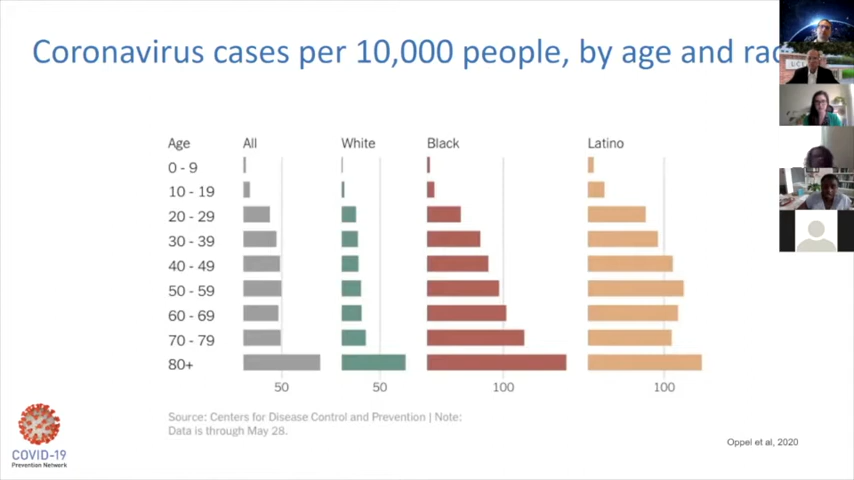 Coronavirus cases per 10,000 people, by age and
Age All White Black Latino
0 - 9
10 - 19
20 - 29
30 - 39
40 - 49
50 - 59
60 - 69
70 - 79
80+
50 50 100 100
Source: Centers for Disease Control and Prevention | Note:
Data is through May 28.
Oppel et al, 2020
COVID-19
Prevention Network